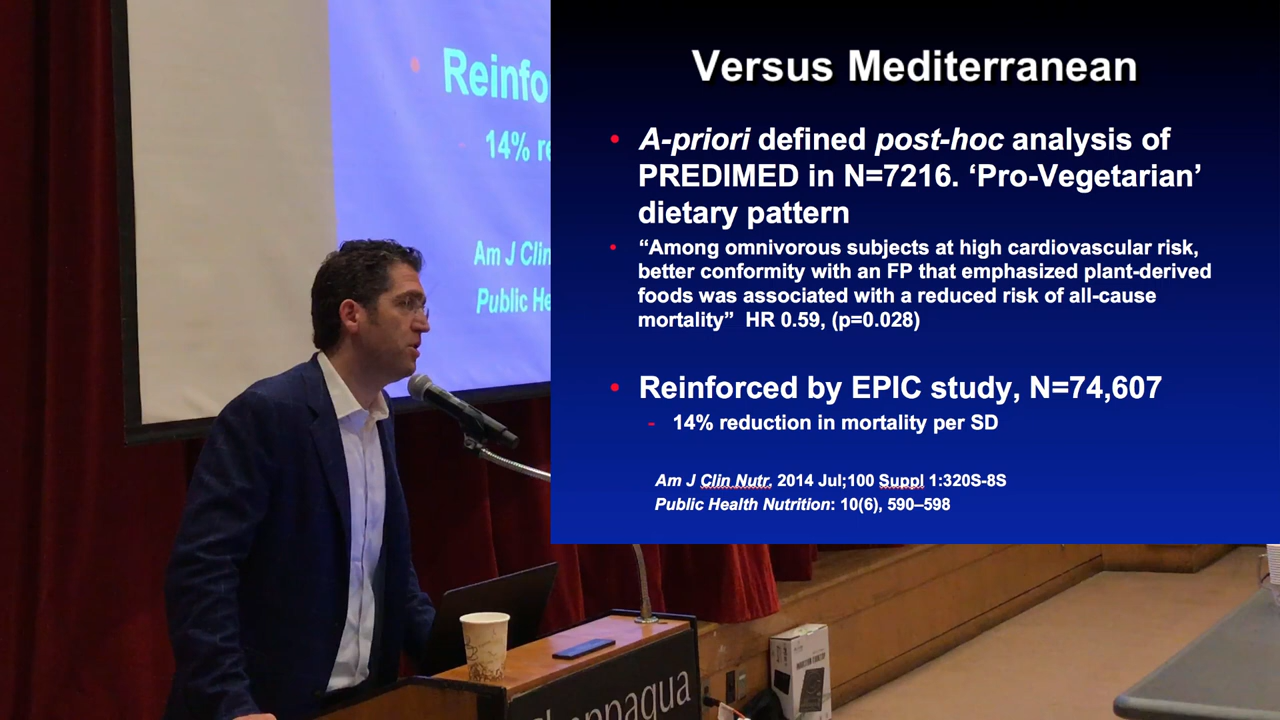 Reinfo
14% re
Am J Clin
Public He
Versus Mediterranean
• A-priori defined post-hoc analysis of
PREDIMED in N=7216. ‘Pro-Vegetarian’
dietary pattern
• “Among omnivorous subjects at high cardiovascular risk,
better conformity with an FP that emphasized plant-derived
foods was associated with a reduced risk of all-cause
mortality” HR 0.59, (p=0.028)
• Reinforced by EPIC study, N=74,607
- 14% reduction in mortality per SD
Am J Clin Nutr. 2014 Jul;100 Suppl 1:320S-8S
Public Health Nutrition: 10(6), 590–598
happaqua